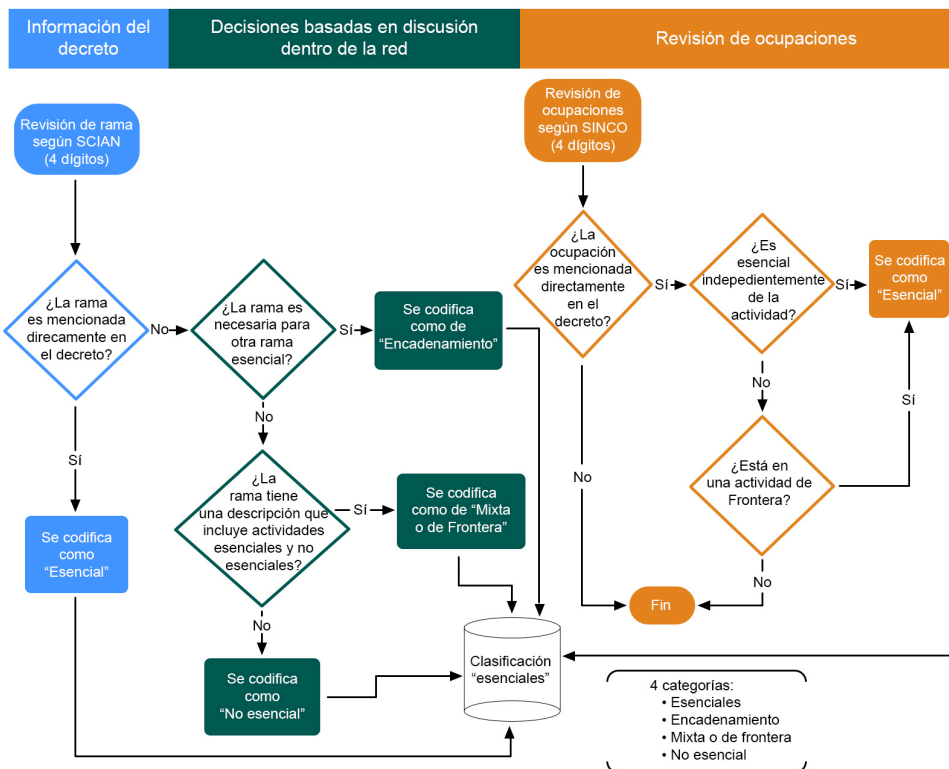 Información del
decreto
Decisiones basadas en discusión
dentro de la red
Revisión de ocupaciones
Revisión de rama
según SCIAN
(4 dígitos)
¿La rama
es mencionada
direcamente en
el decreto?
No
Sí
Se codifica
como
“Esencial”
¿La rama es
necesaria para
otra rama
esencial?
Sí
Se codifica
como de
“Encadenamiento”
No
¿La
rama tiene
una descripción que
incluye actividades
esenciales y no
esenciales?
Sí
Se codifica
como de “Mixta
o de Frontera”
No
Se codifica
como
“No esencial”
Clasificación
“esenciales”
Revisión de
ocupaciones
según SINCO
(4 dígitos)
¿La
ocupación
es mencionada
directamente
en el
decreto?
Sí
No
¿Es
esencial
indepedientemente
de la
actividad?
Sí
Se codifica
como
“Esencial”
No
Sí
¿Está en
una actividad de
Frontera?
No
Fin
4 categorías:
• Esenciales
• Encadenamiento
• Mixta o de frontera
• No esencial